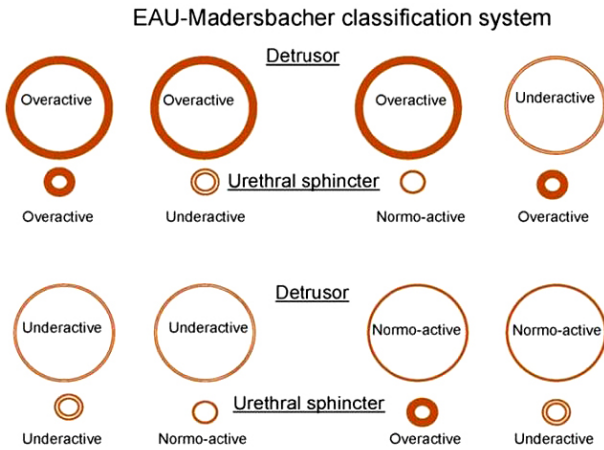 EAU-Madersbacher classification system
Detrusor
Overactive Overactive Overactive Underactive
Urethral sphincter
Overactive Underactive Normo-active Overactive
Detrusor
Underactive Underactive Normo-active Normo-active
Urethral sphincter
Underactive Normo-active Overactive Underactive